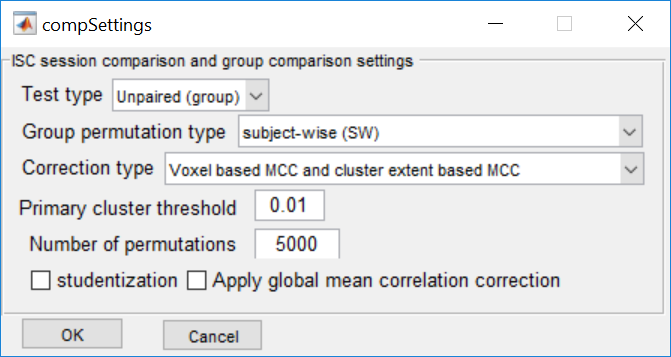 compSettings
ISC session comparison and group comparison settings
Test type Unpaired (group)
Group permutation type subject-wise (SW)
Correction type Voxel based MCC and cluster extent based MCC
Primary cluster threshold 0.01
Number of permutations 5000
studentization Apply global mean correlation correction
OK Cancel